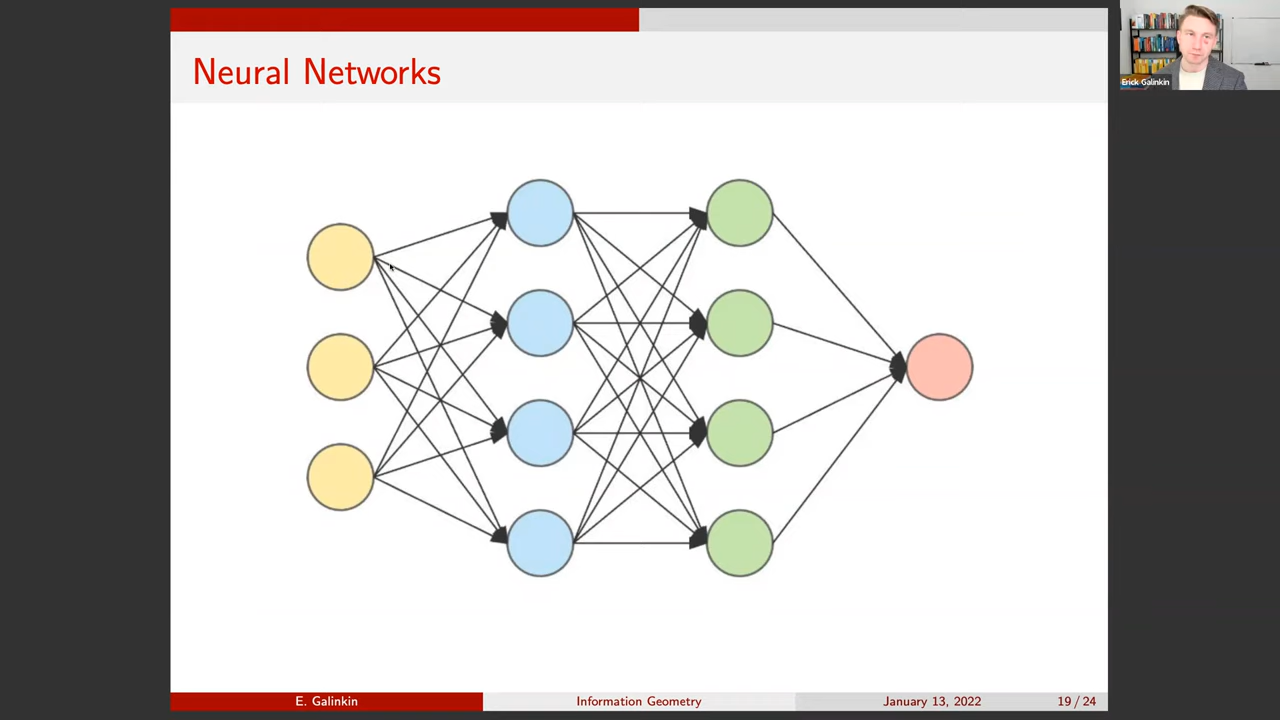 Neural Networks
Erick Galinkin
E. Galinkin
Information Geometry
January 13, 2022
19 / 24